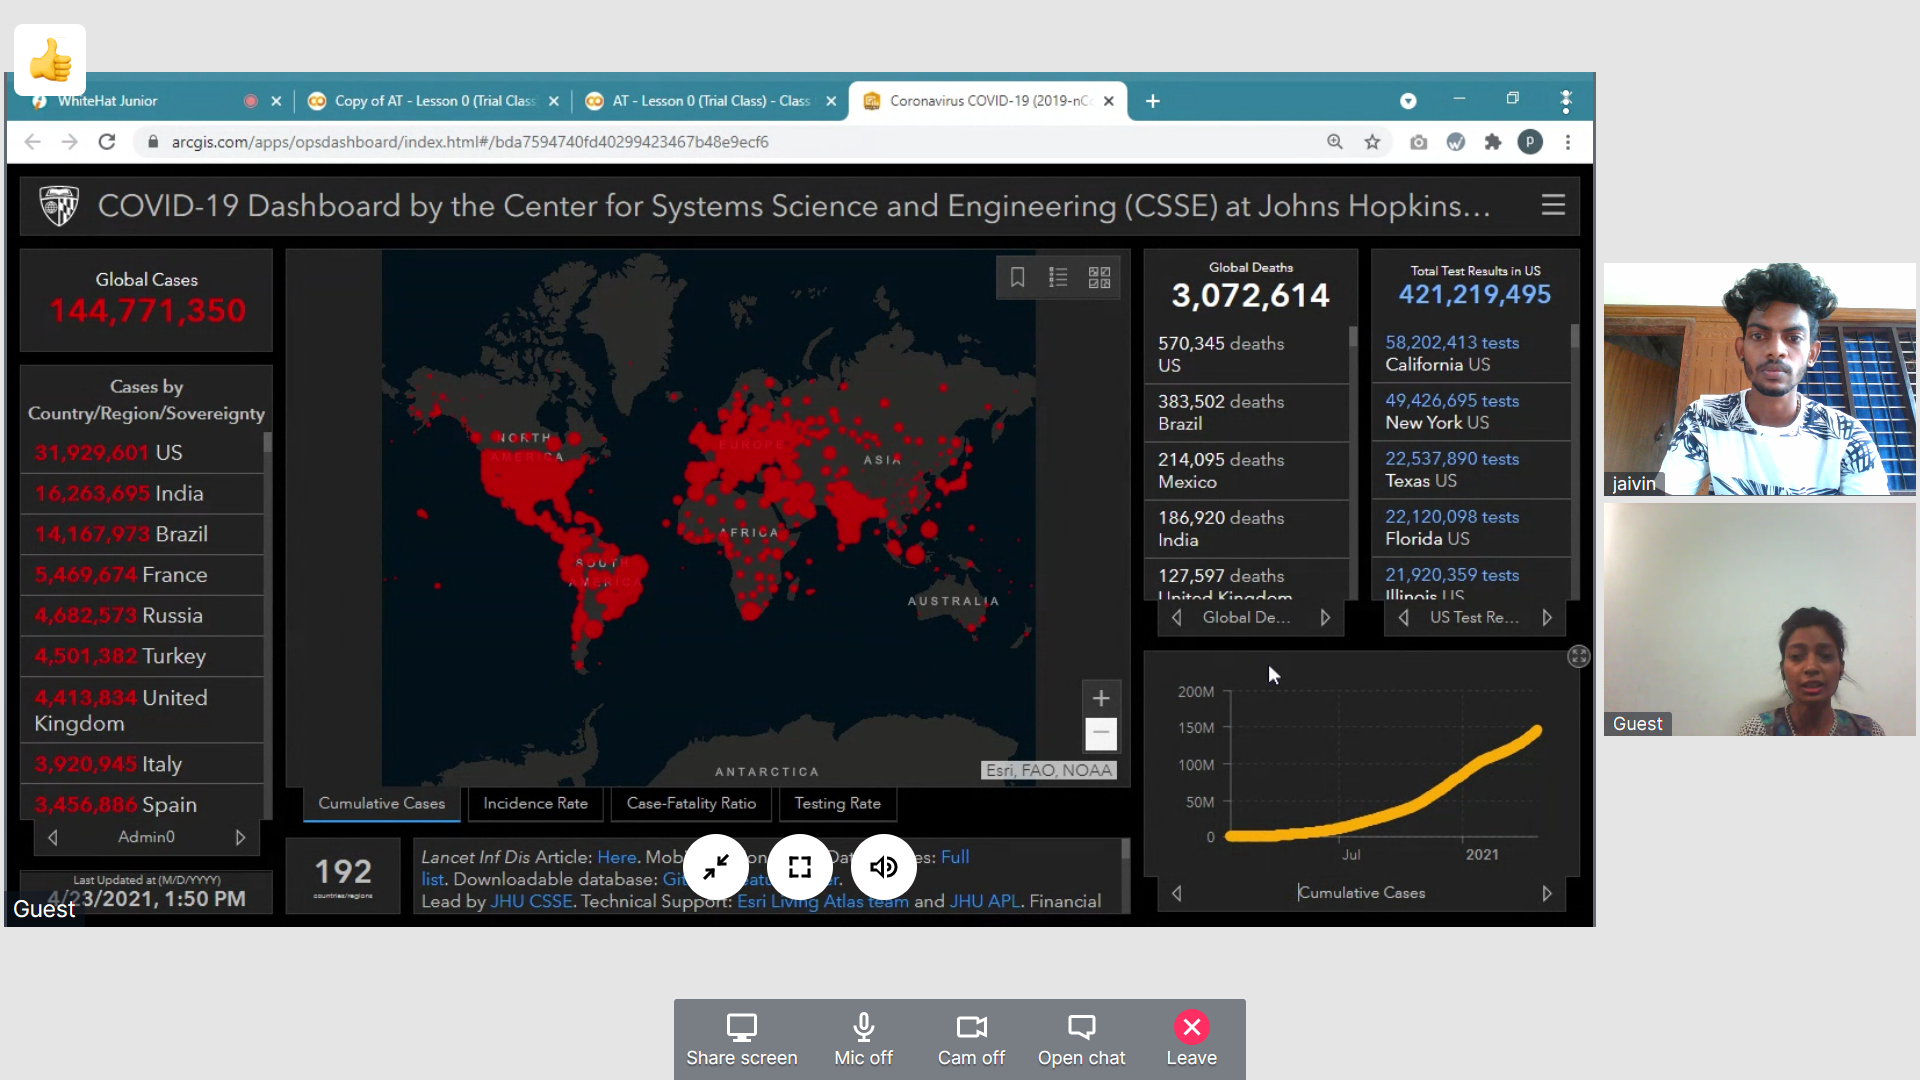 WhiteHat Junior
Copy of AT - Lesson 0 (Trial Class
AT - Lesson 0 (Trial Class) - Class
Coronavirus COVID-19 (2019-nC
arcgis.com/apps/opsdashboard/index.html#/bda7594740fd40299423467b48e9ecf6
P
COVID-19 Dashboard by the Center for Systems Science and Engineering (CSSE) at Johns Hopkins...
Global Cases
144,771,350
Cases by
Country/Region/Sovereignty
31,929,601 US
16,263,695 India
14,167,973 Brazil
5,469,674 France
4,682,573 Russia
4,501,382 Turkey
4,413,834 United
Kingdom
3,920,945 Italy
3,456,886 Spain
Admin0
Last Updated at (M/D/YYYY)
4/23/2021, 1:50 PM
Guest
NORTH
AMERICA
EUROPE
ASIA
AFRICA
SOUTH
AMERICA
AUSTRALIA
ANTARCTICA
Esri, FAO, NOAA
Cumulative Cases
Incidence Rate
Case-Fatality Ratio
Testing Rate
192
countries/regions
Lancet Inf Dis Article: Here. Mob Full
list. Downloadable database:
Lead by JHU CSSE. Technical Support: Esri Living Atlas team and JHU APL. Financial
Global Deaths
3,072,614
570,345 deaths
US
383,502 deaths
Brazil
214,095 deaths
Mexico
186,920 deaths
India
127,597 deaths
United Kingdom
Global De...
Total Test Results in US
421,219,495
58,202,413 tests
California US
49,426,695 tests
New York US
22,537,890 tests
Texas US
22,120,098 tests
Florida US
21,920,359 tests
Illinois US
US Test Re...
200M
150M
100M
50M
0
Jul
2021
Cumulative Cases
jaivin
Guest
Share screen
Mic off
Cam off
Open chat
Leave